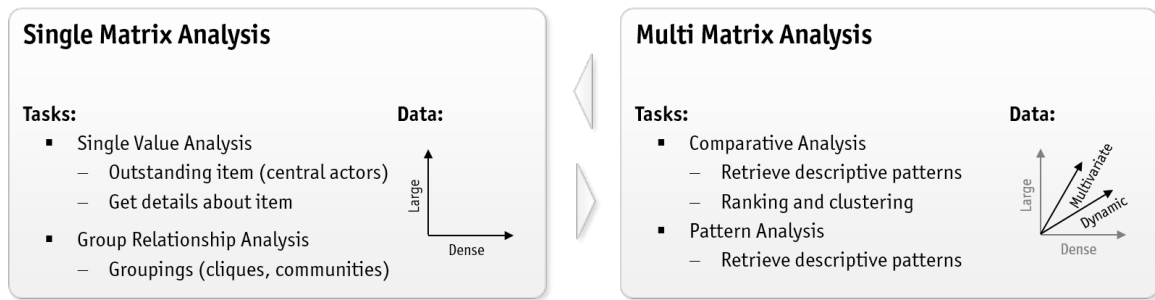 Single Matrix Analysis
Tasks:
▪ Single Value Analysis
– Outstanding item (central actors)
– Get details about item
▪ Group Relationship Analysis
– Groupings (cliques, communities)
Data:
Large
Dense
Multi Matrix Analysis
Tasks:
▪ Comparative Analysis
– Retrieve descriptive patterns
– Ranking and clustering
▪ Pattern Analysis
– Retrieve descriptive patterns
Data:
Large
Multivariate
Dynamic
Dense